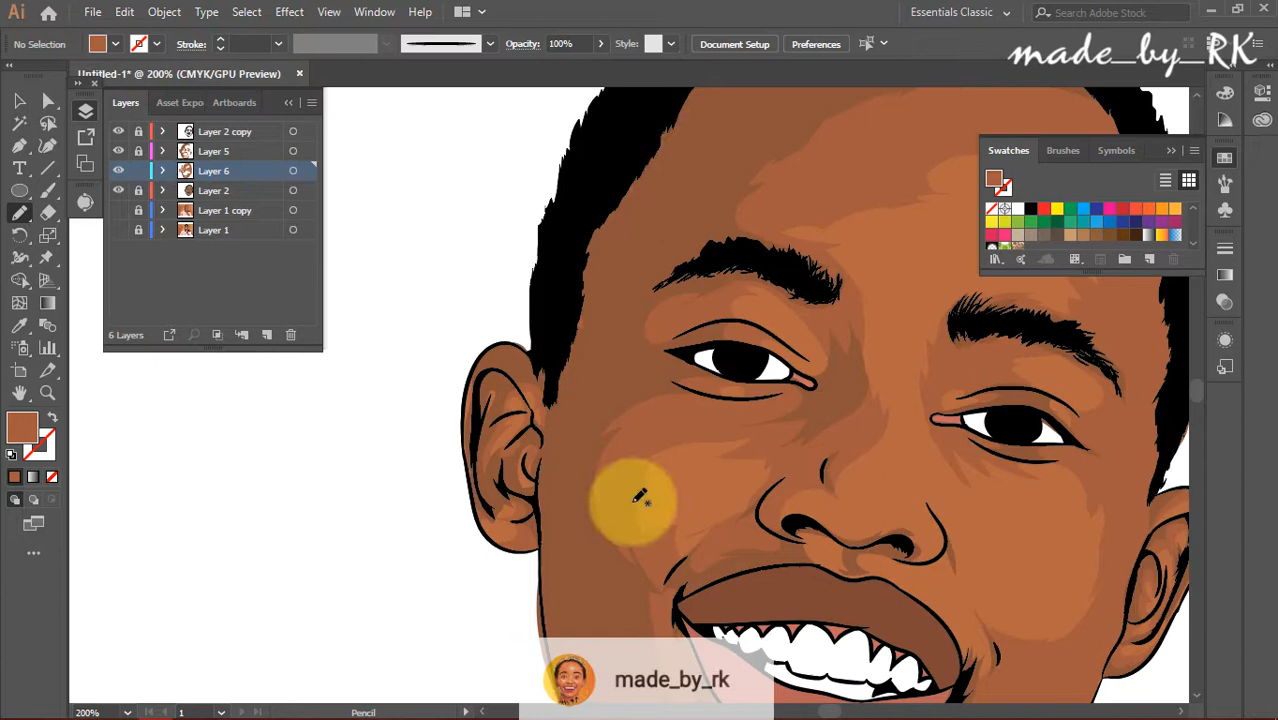 Ai File Edit Object Type Select Effect View Window Help Essentials Classic Search Adobe Stock
No Selection Stroke: Opacity: 100% Style: Document Setup Preferences
made_by_RK
Untitled-1* @ 200% (CMYK/GPU Preview)
Layers Asset Expo Artboards
Layer 2 copy
Layer 5
Layer 6
Layer 2
Layer 1 copy
Layer 1
6 Layers
Swatches Brushes Symbols
made_by_rk
200% 1 Pencil